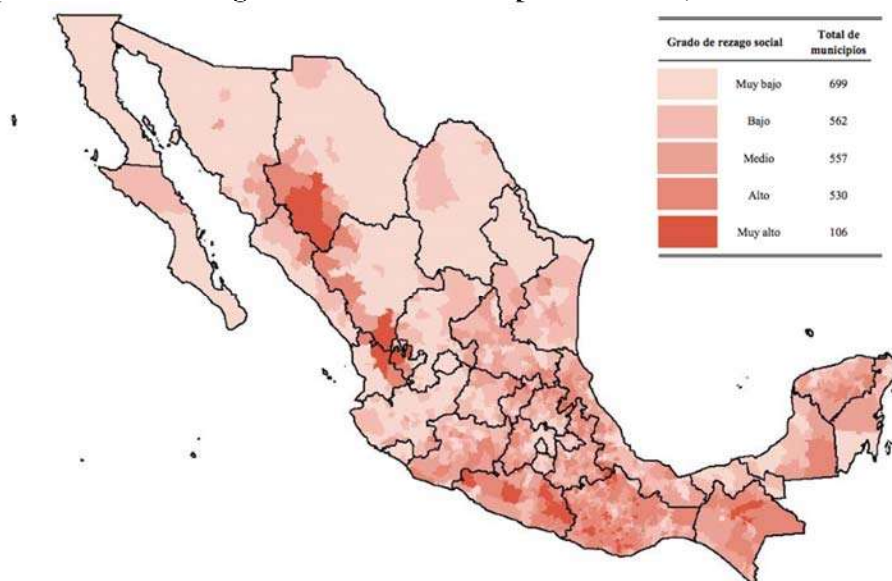 Grado de rezago social Total de municipios
Muy bajo 699
Bajo 562
Medio 557
Alto 530
Muy alto 106